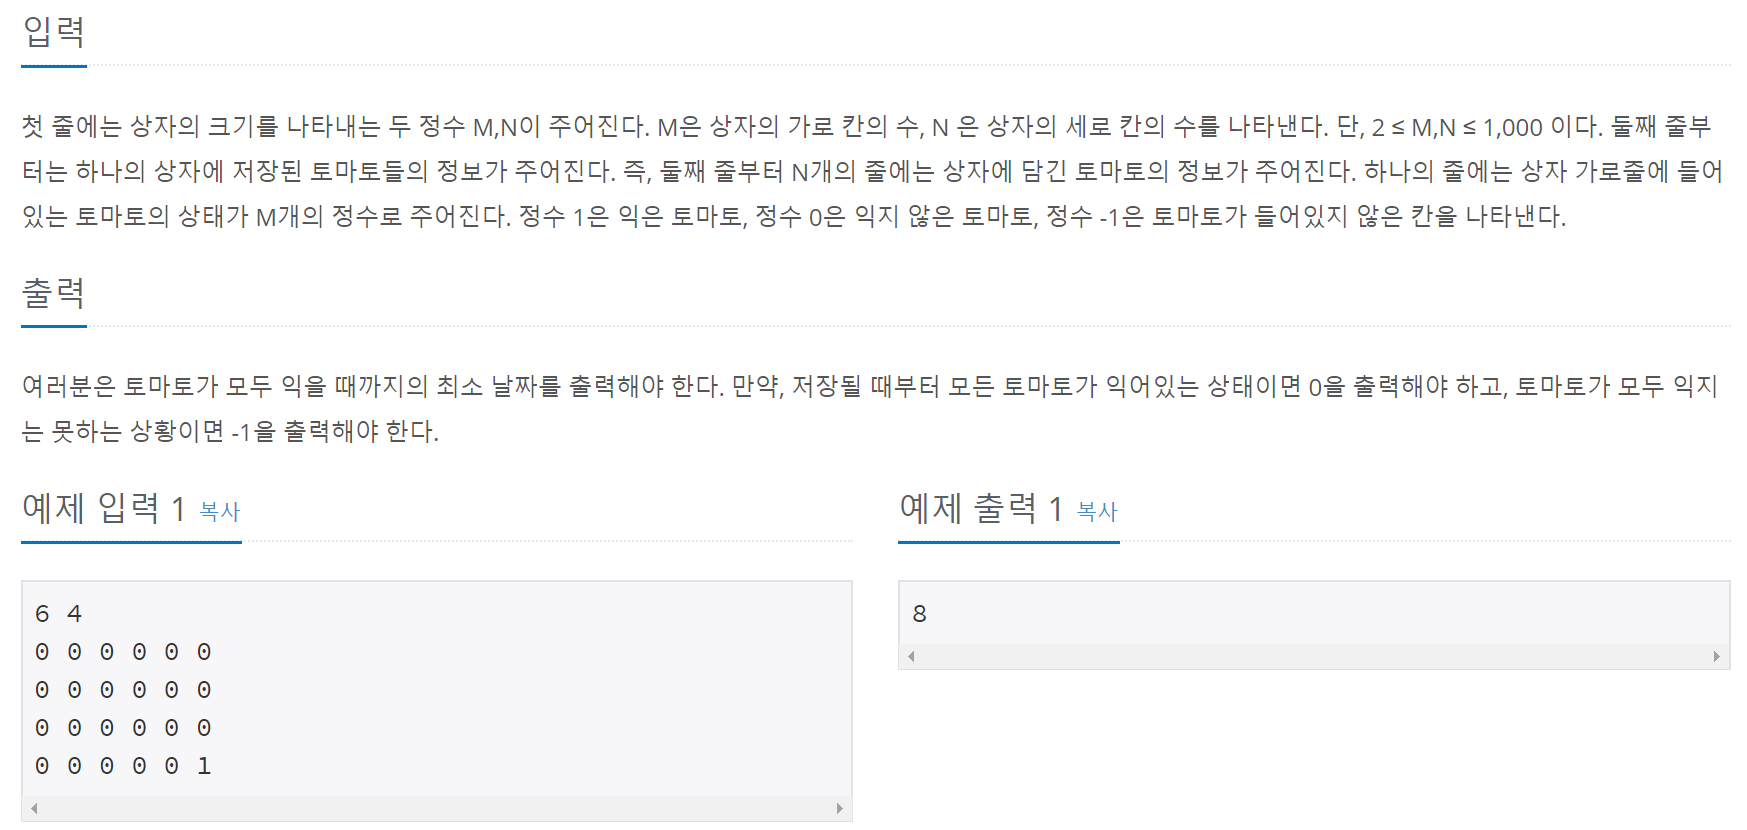 입력
첫 줄에는 상자의 크기를 나타내는 두 정수 M,N이 주어진다. M은 상자의 가로 칸의 수, N 은 상자의 세로 칸의 수를 나타낸다. 단, 2 ≤ M,N ≤ 1,000 이다. 둘째 줄부
터는 하나의 상자에 저장된 토마토들의 정보가 주어진다. 즉, 둘째 줄부터 N개의 줄에는 상자에 담긴 토마토의 정보가 주어진다. 하나의 줄에는 상자 가로줄에 들어
있는 토마토의 상태가 M개의 정수로 주어진다. 정수 1은 익은 토마토, 정수 0은 익지 않은 토마토, 정수 -1은 토마토가 들어있지 않은 칸을 나타낸다.
출력
여러분은 토마토가 모두 익을 때까지의 최소 날짜를 출력해야 한다. 만약, 저장될 때부터 모든 토마토가 익어있는 상태이면 0을 출력해야 하고, 토마토가 모두 익지
는 못하는 상황이면 -1을 출력해야 한다.
예제 입력 1 복사
6 4
0 0 0 0 0 0
0 0 0 0 0 0
0 0 0 0 0 0
0 0 0 0 0 1
예제 출력 1 복사
8